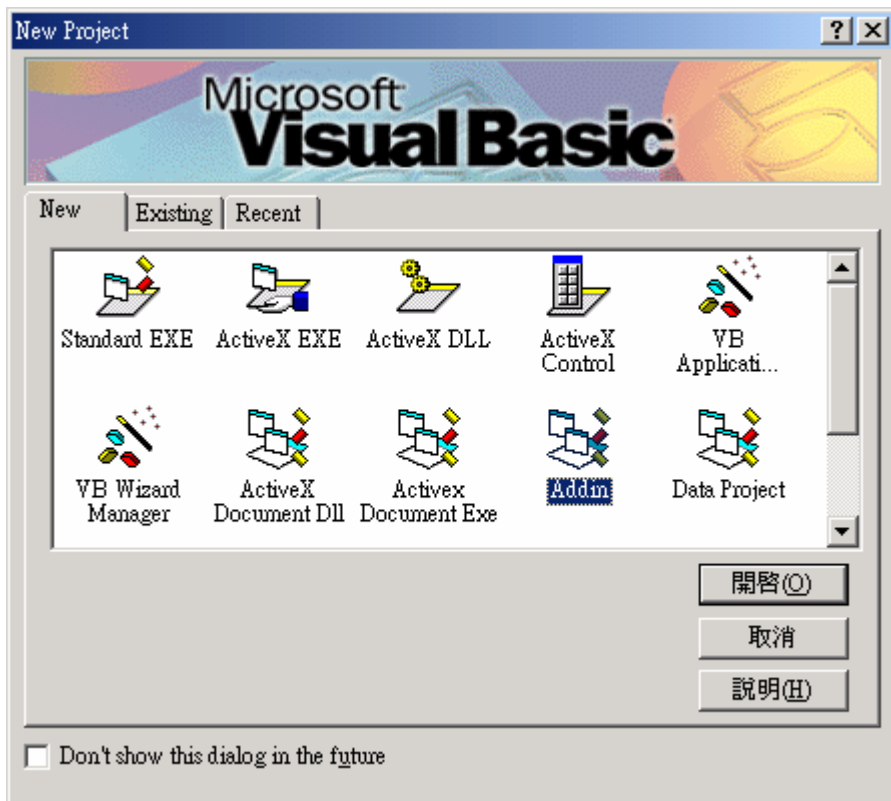 New Project
Microsoft
Visual Basic
New
Existing
Recent
Standard EXE
ActiveX EXE
ActiveX DLL
ActiveX
Control
VB
Applicati...
VB Wizard
Manager
ActiveX
Document Dll
Activex
Document Exe
Addin
Data Project
開啓(O)
取消
說明(H)
Don't show this dialog in the future